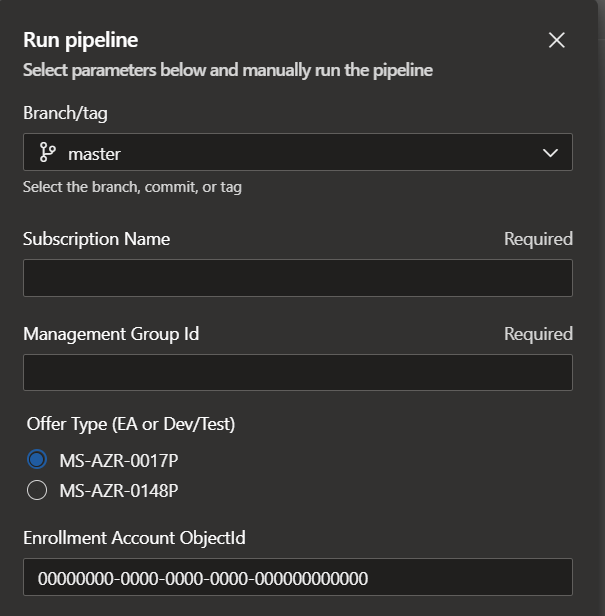 Run pipeline
Select parameters below and manually run the pipeline
Branch/tag
master
Select the branch, commit, or tag
Subscription Name Required
Management Group Id Required
Offer Type (EA or Dev/Test)
MS-AZR-0017P
MS-AZR-0148P
Enrollment Account ObjectId
00000000-0000-0000-0000-000000000000